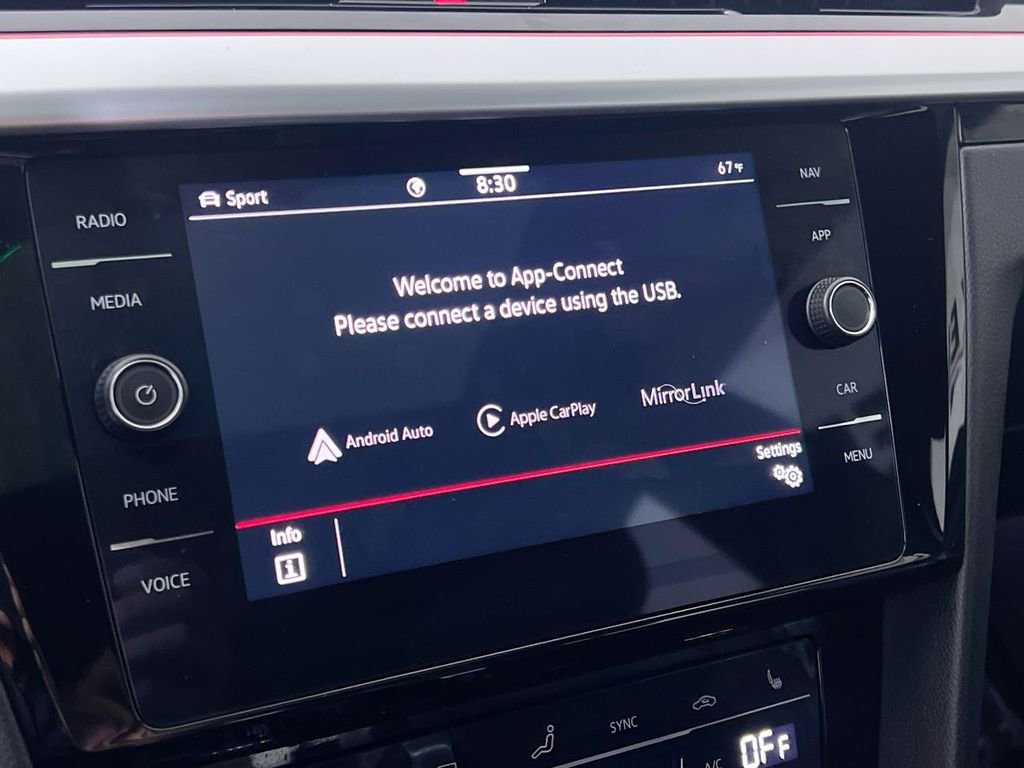 Sport
8:30
67°F
NAV
RADIO
APP
MEDIA
Welcome to App-Connect
Please connect a device using the USB.
CAR
Android Auto
Apple CarPlay
MirrorLink
MENU
Settings
PHONE
Info
VOICE
SYNC
A/C
OFF